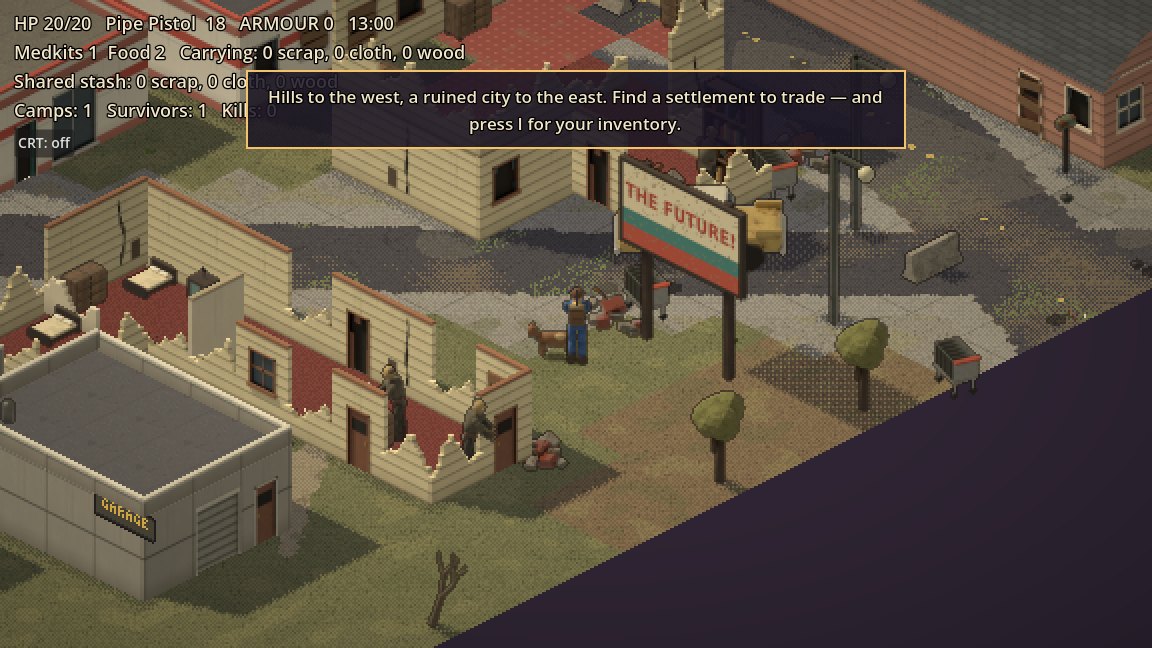 HP 20/20 Pipe Pistol 18 ARMOUR 0 13:00
Medkits 1 Food 2 Carrying: 0 scrap, 0 cloth, 0 wood
Shared stash: 0 scrap, 0 cloth, 0 wood
Camps: 1 Survivors: 1 Kills: 0
CRT: off
Hills to the west, a ruined city to the east. Find a settlement to trade — and
press I for your inventory.
THE FUTURE!
GARAGE